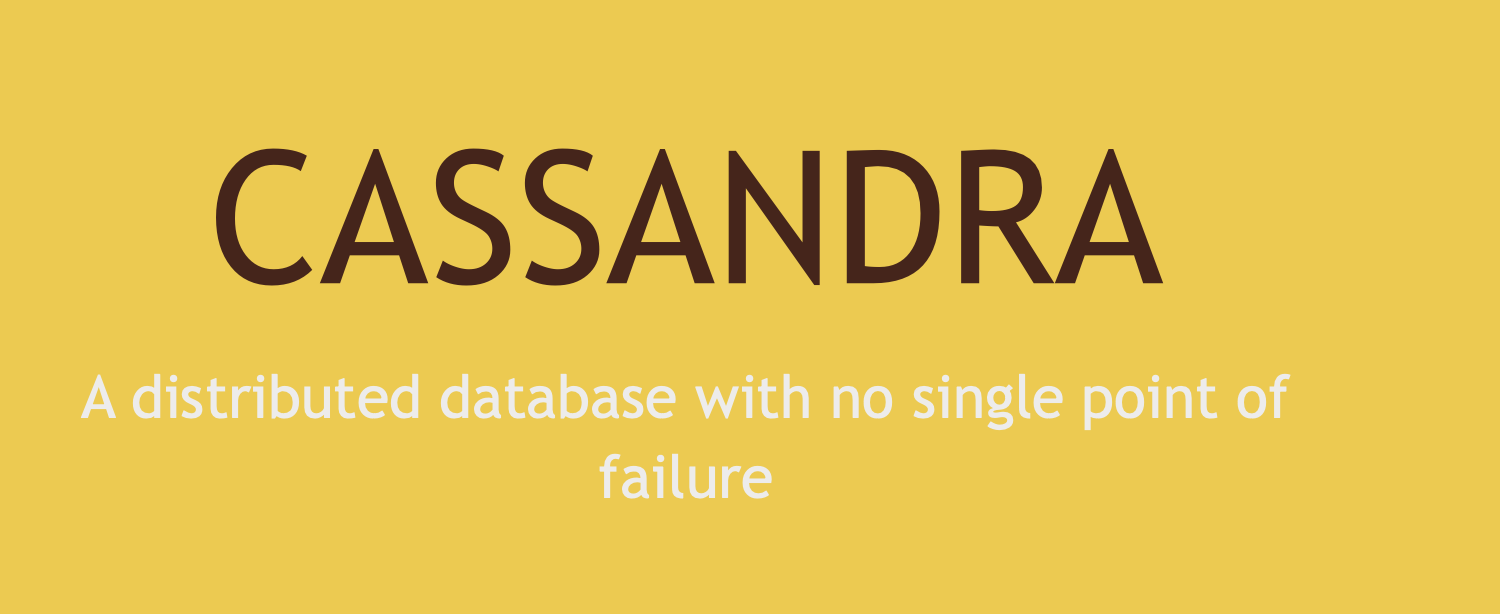 CASSANDRA
A distributed database with no single point of
failure